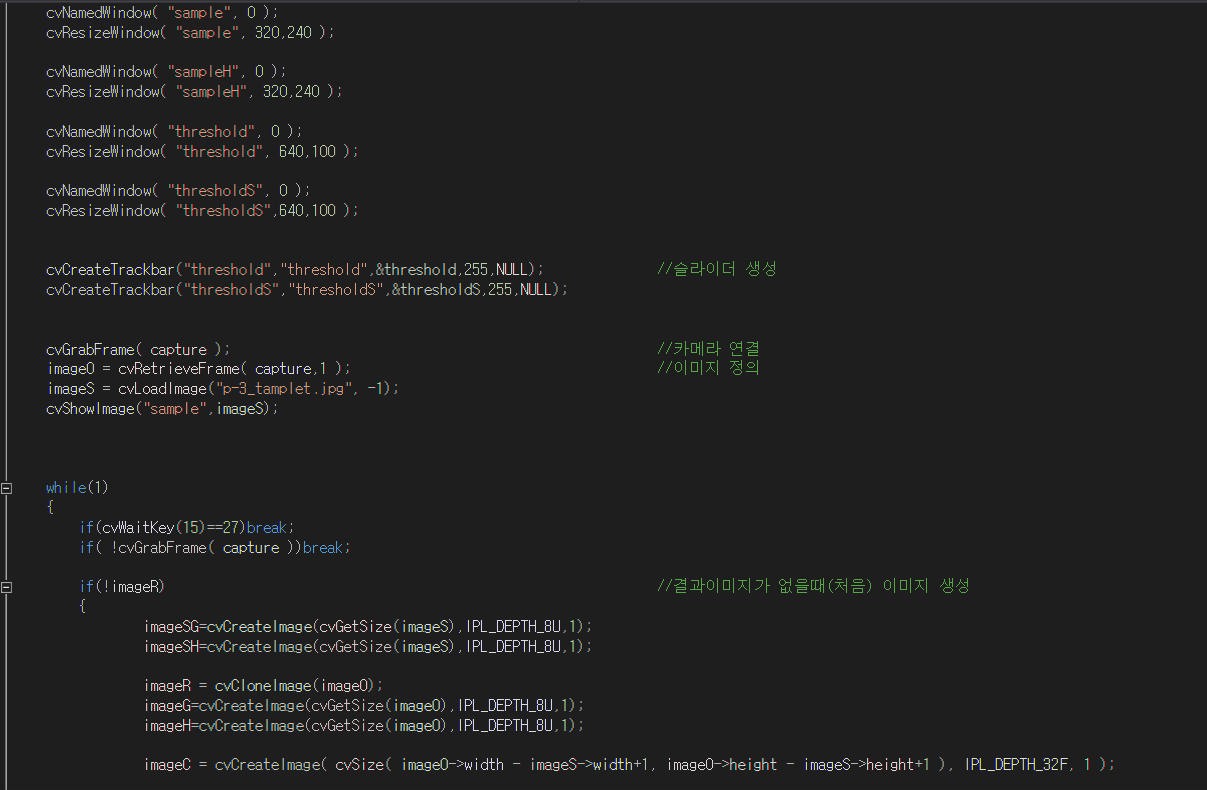 cvNamedWindow( "sample", 0 );
cvResizeWindow( "sample", 320,240 );
cvNamedWindow( "sampleH", 0 );
cvResizeWindow( "sampleH", 320,240 );
cvNamedWindow( "threshold", 0 );
cvResizeWindow( "threshold", 640,100 );
cvNamedWindow( "thresholdS", 0 );
cvResizeWindow( "thresholdS",640,100 );
cvCreateTrackbar("threshold","threshold",&threshold,255,NULL); //슬라이더 생성
cvCreateTrackbar("thresholdS","thresholdS",&thresholdS,255,NULL);
cvGrabFrame( capture ); //카메라 연결
imageO = cvRetrieveFrame( capture,1 ); //이미지 정의
imageS = cvLoadImage("p-3_tamplet.jpg", -1);
cvShowImage("sample",imageS);
while(1)
{
if(cvWaitKey(15)==27)break;
if( !cvGrabFrame( capture ))break;
if(!imageR) //결과이미지가 없을때(처음) 이미지 생성
{
imageSG=cvCreateImage(cvGetSize(imageS),IPL_DEPTH_8U,1);
imageSH=cvCreateImage(cvGetSize(imageS),IPL_DEPTH_8U,1);
imageR = cvCloneImage(imageO);
imageG=cvCreateImage(cvGetSize(imageO),IPL_DEPTH_8U,1);
imageH=cvCreateImage(cvGetSize(imageO),IPL_DEPTH_8U,1);
imageC = cvCreateImage( cvSize( imageO->width - imageS->width+1, imageO->height - imageS->height+1 ), IPL_DEPTH_32F, 1 );